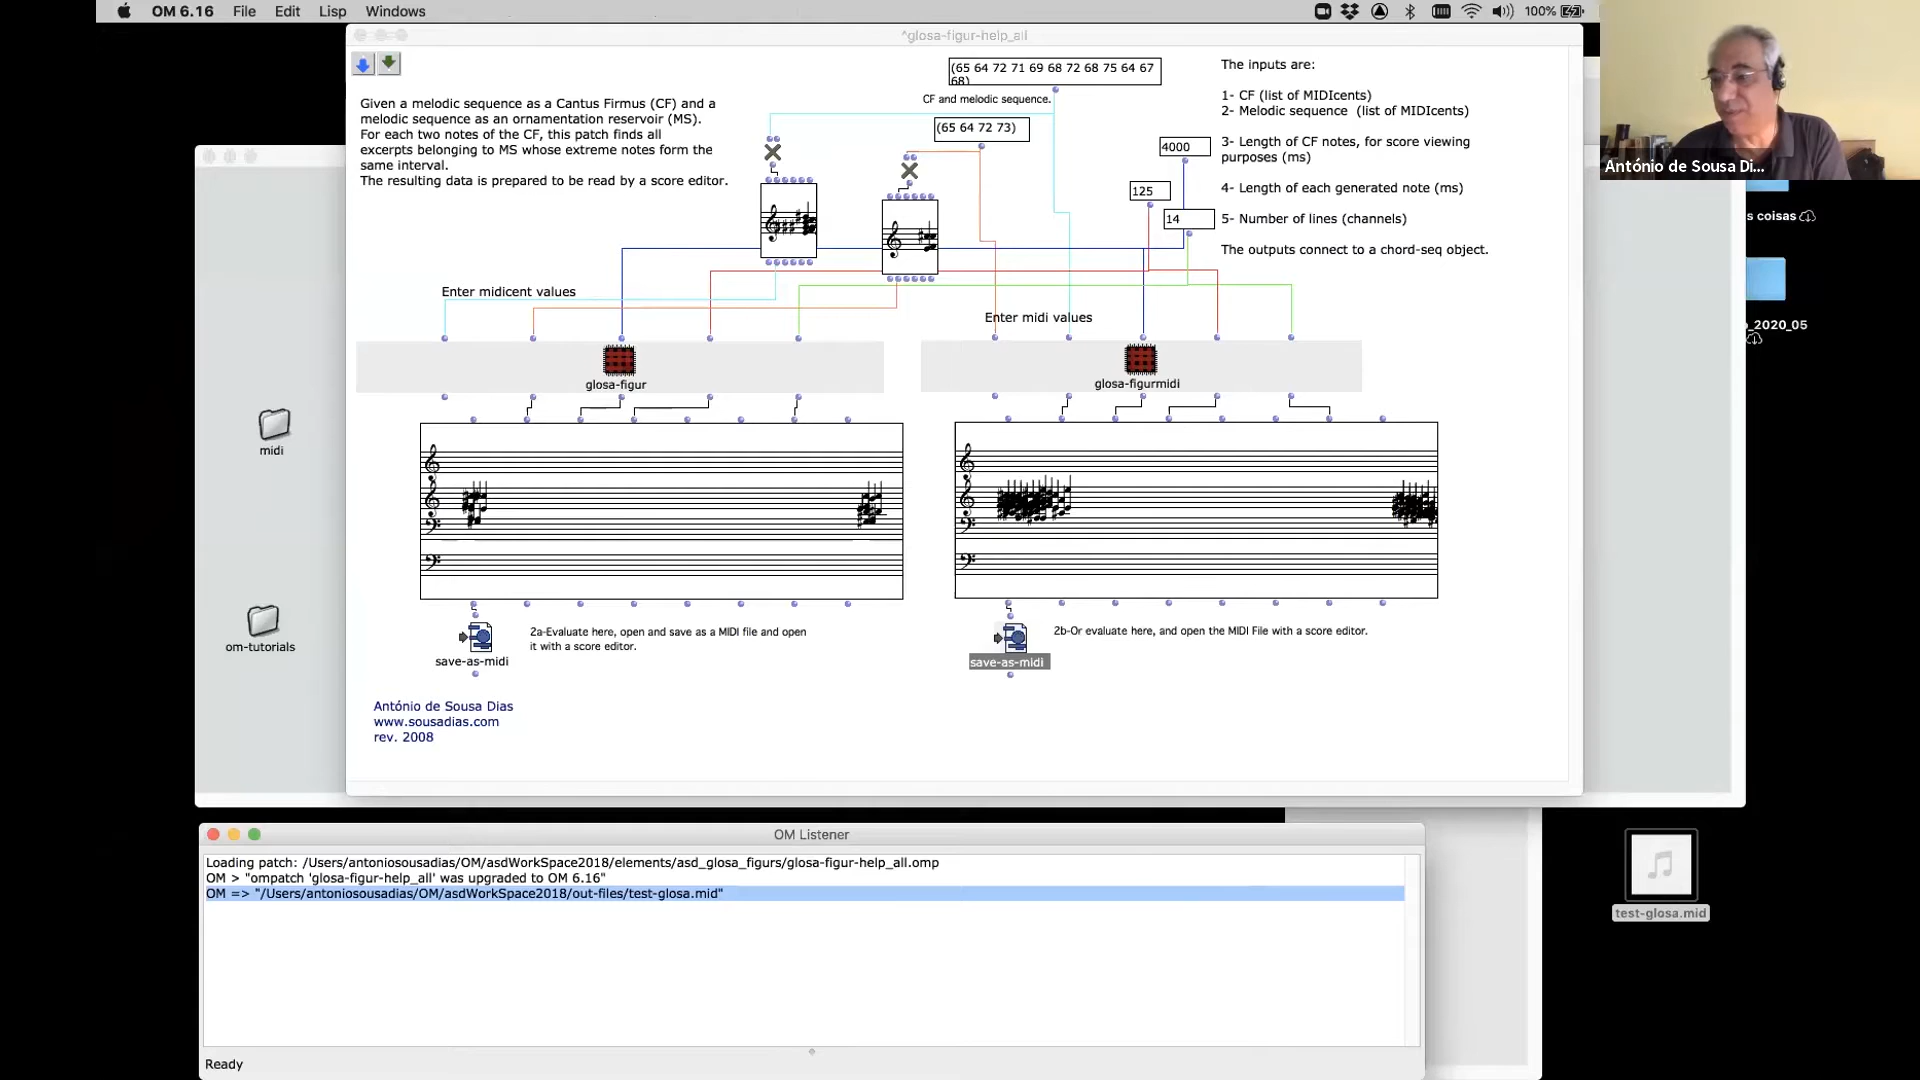 OM 6.16 File Edit Lisp Windows
100%
^glosa-figur-help_all
Given a melodic sequence as a Cantus Firmus (CF) and a
melodic sequence as an ornamentation reservoir (MS).
For each two notes of the CF, this patch finds all
excerpts belonging to MS whose extreme notes form the
same interval.
The resulting data is prepared to be read by a score editor.
(65 64 72 71 69 68 72 68 75 64 67
68)
CF and melodic sequence.
(65 64 72 73)
4000
125
14
The inputs are:
1- CF (list of MIDIcents)
2- Melodic sequence (list of MIDIcents)
3- Length of CF notes, for score viewing
purposes (ms)
4- Length of each generated note (ms)
5- Number of lines (channels)
The outputs connect to a chord-seq object.
António de Sousa Di...
s coisas
_2020_05
Enter midicent values
Enter midi values
glosa-figur
glosa-figurmidi
midi
om-tutorials
save-as-midi
2a-Evaluate here, open and save as a MIDI file and open
it with a score editor.
save-as-midi
2b-Or evaluate here, and open the MIDI File with a score editor.
António de Sousa Dias
www.sousadias.com
rev. 2008
OM Listener
Loading patch: /Users/antoniosousadias/OM/asdWorkSpace2018/elements/asd_glosa_figurs/glosa-figur-help_all.omp
OM > "ompatch 'glosa-figur-help_all' was upgraded to OM 6.16"
OM => "/Users/antoniosousadias/OM/asdWorkSpace2018/out-files/test-glosa.mid"
Ready
test-glosa.mid